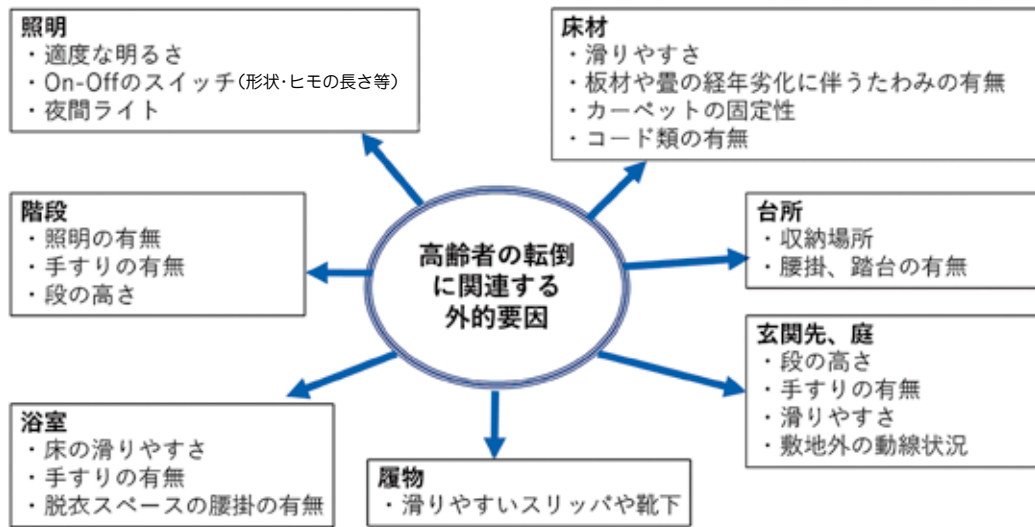 照明
・適度な明るさ
・On-Offのスイッチ(形状・ヒモの長さ等)
・夜間ライト
床材
・滑りやすさ
・板材や畳の経年劣化に伴うたわみの有無
・カーペットの固定性
・コード類の有無
階段
・照明の有無
・手すりの有無
・段の高さ
高齢者の転倒
に関連する
外的要因
台所
・収納場所
・腰掛、踏台の有無
玄関先、庭
・段の高さ
・手すりの有無
・滑りやすさ
・敷地外の動線状況
浴室
・床の滑りやすさ
・手すりの有無
・脱衣スペースの腰掛の有無
履物
・滑りやすいスリッパや靴下